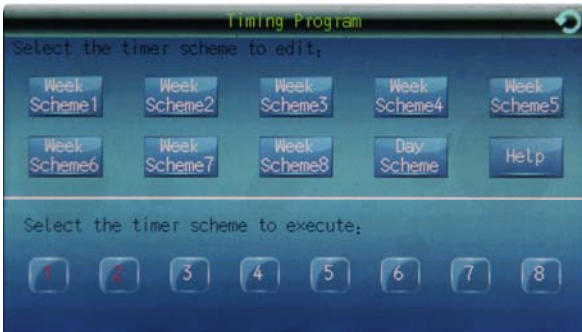 Timing Program
Select the timer scheme to edit:
Week Week Week Week Week
Scheme1 Scheme2 Scheme3 Scheme4 Scheme5
Week Week Week Day Help
Scheme6 Scheme7 Scheme8 Scheme
Select the timer scheme to execute:
1 2 3 4 5 6 7 8